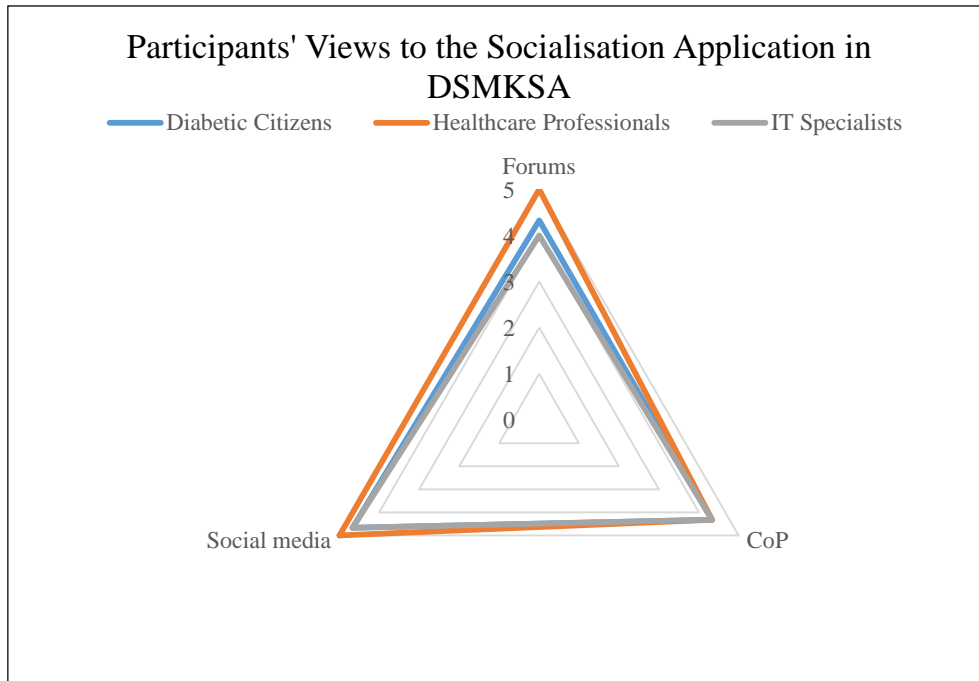 Participants' Views to the Socialisation Application in
DSMKSA
Diabetic Citizens Healthcare Professionals IT Specialists
Forums
5
4
3
2
1
0
Social media CoP